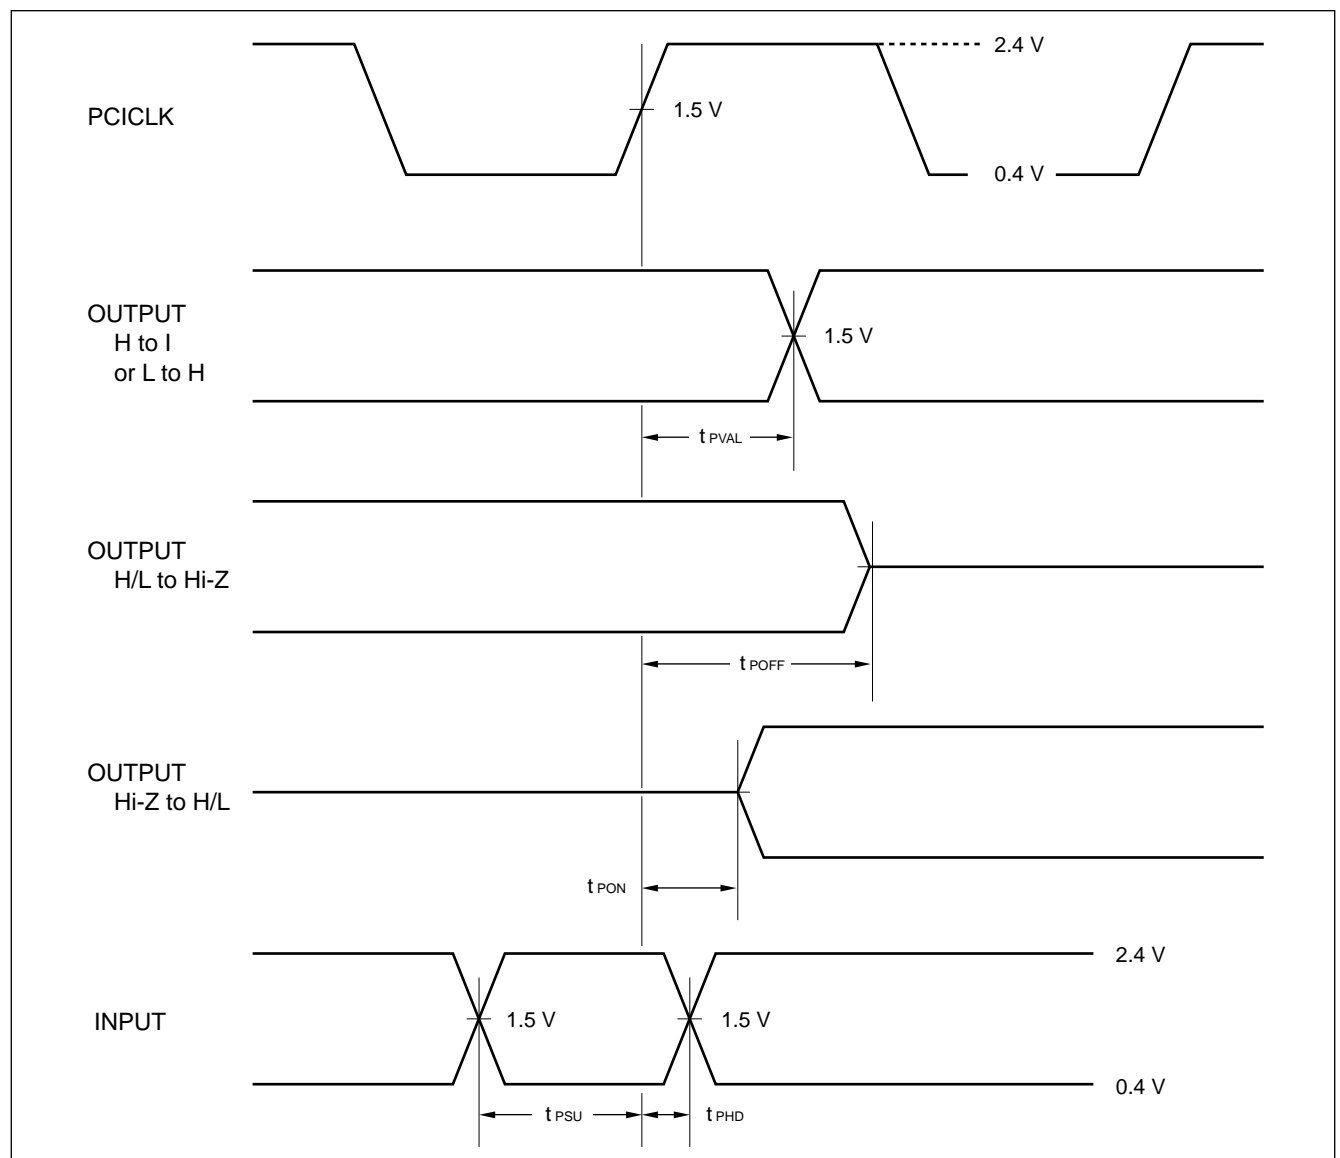 2.4 V
PCICLK
1.5 V
0.4 V
OUTPUT
H to I
or L to H
1.5 V
t PVAL
OUTPUT
H/L to Hi-Z
t POFF
OUTPUT
Hi-Z to H/L
t PON
2.4 V
INPUT
1.5 V
1.5 V
0.4 V
t PSU
t PHD